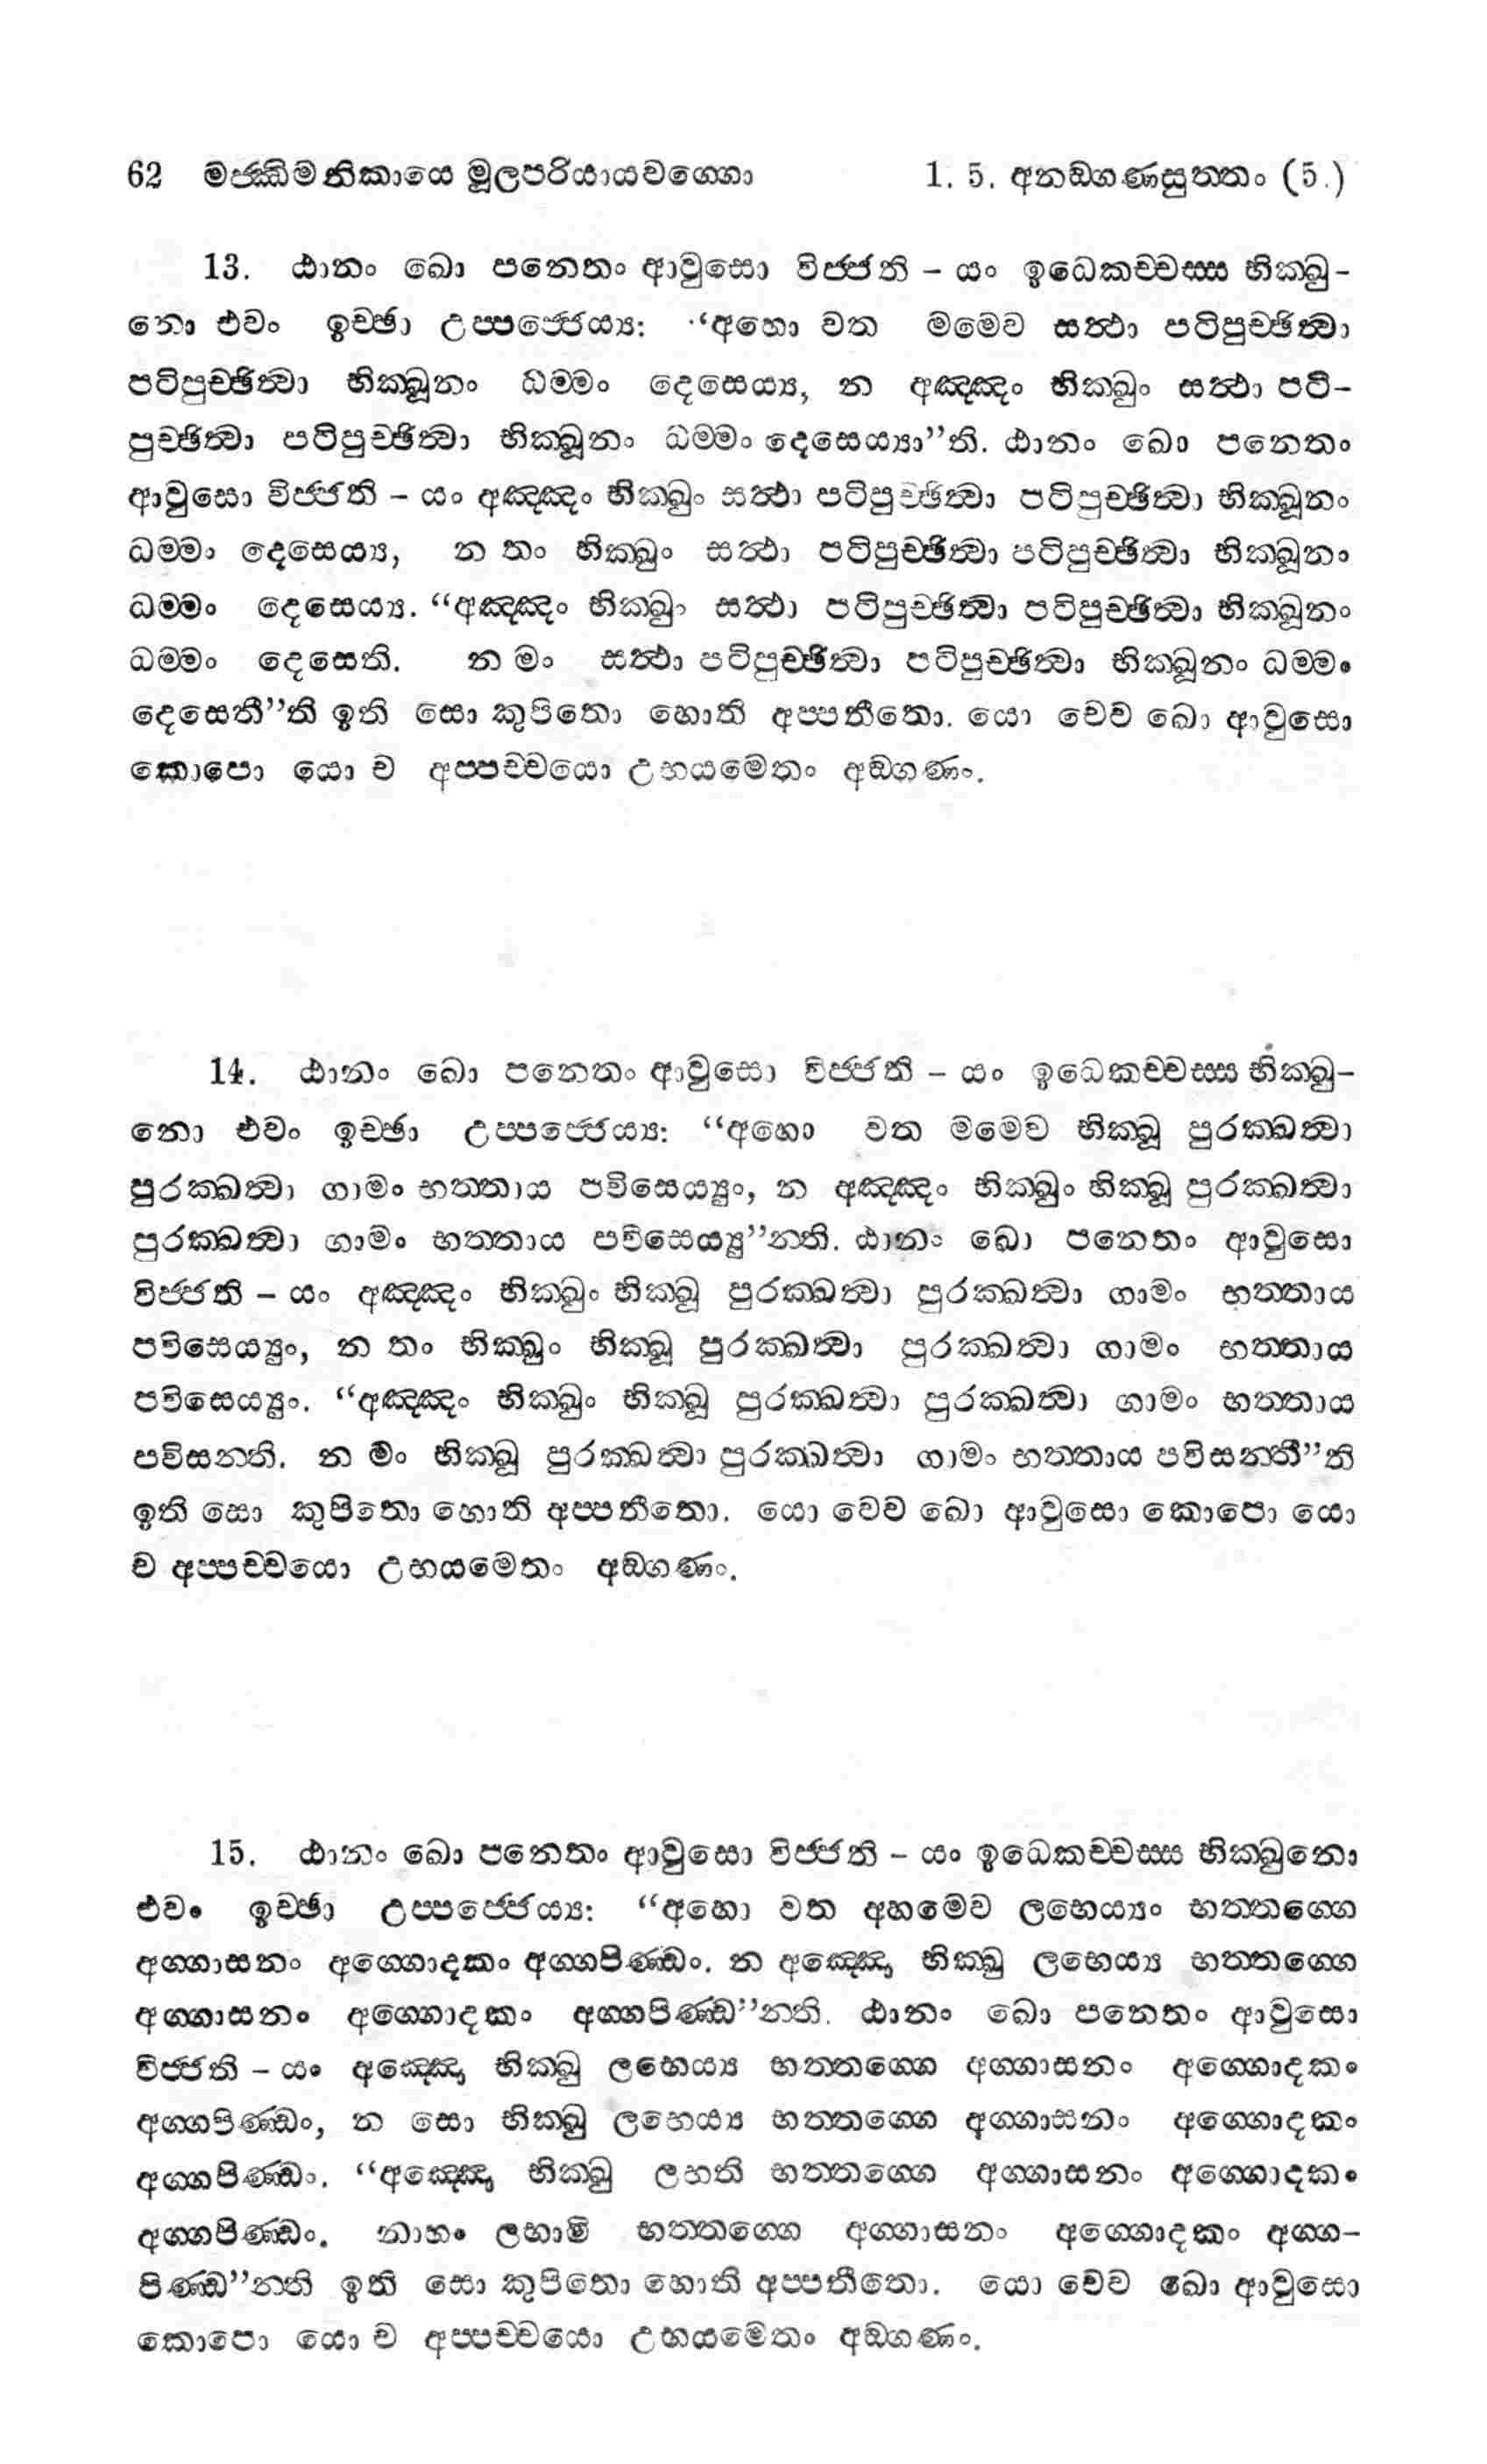 62 මජ්ඣිමනිකායෙ මූලපරියායවග්ගො 1. 5. අනඞ්ගණසුත්තං (5.)
13. ඨානං ඛො පනෙතං ආවුසො විජ්ජති – යං ඉධෙකච්චස්ස භික්ඛු-
නො එවං ඉච්ඡා උප්පජ්ජෙය්‍ය: “අහො වත මමෙව සත්‍ථා පටිපුච්ඡිත්‍වා
පටිපුච්ඡිත්‍වා භික්ඛූනං ධම්මං දෙසෙය්‍ය, න අඤ්ඤං භික්ඛුං සත්‍ථා පටි-
පුච්ඡිත්‍වා පටිපුච්ඡිත්‍වා භික්ඛූනං ධම්මං දෙසෙය්‍යා”ති. ඨානං ඛො පනෙතං
ආවුසො විජ්ජති – යං අඤ්ඤං භික්ඛුං සත්‍ථා පටිපුච්ඡිත්‍වා පටිපුච්ඡිත්‍වා භික්ඛූනං
ධම්මං දෙසෙය්‍ය, න තං භික්ඛුං සත්‍ථා පටිපුච්ඡිත්‍වා පටිපුච්ඡිත්‍වා භික්ඛූනං
ධම්මං දෙසෙය්‍ය. “අඤ්ඤං භික්ඛුං සත්‍ථා පටිපුච්ඡිත්‍වා පටිපුච්ඡිත්‍වා භික්ඛූනං
ධම්මං දෙසෙති. න මං සත්‍ථා පටිපුච්ඡිත්‍වා පටිපුච්ඡිත්‍වා භික්ඛූනං ධම්මං
දෙසෙතී”ති ඉති සො කුපිතො හොති අප්පතීතො. යො චෙව ඛො ආවුසො
කොපො යො ච අප්පච්චයො උභයමෙතං අඞ්ගණං.
14. ඨානං ඛො පනෙතං ආවුසො විජ්ජති – යං ඉධෙකච්චස්ස භික්ඛු-
නො එවං ඉච්ඡා උප්පජ්ජෙය්‍ය: “අහො වත මමෙව භික්ඛූ පුරක්ඛත්‍වා
පුරක්ඛත්‍වා ගාමං භත්තාය පවිසෙය්‍යුං, න අඤ්ඤං භික්ඛුං භික්ඛූ පුරක්ඛත්‍වා
පුරක්ඛත්‍වා ගාමං භත්තාය පවිසෙය්‍යු”න්ති. ඨානං ඛො පනෙතං ආවුසො
විජ්ජති – යං අඤ්ඤං භික්ඛුං භික්ඛූ පුරක්ඛත්‍වා පුරක්ඛත්‍වා ගාමං භත්තාය
පවිසෙය්‍යුං, න තං භික්ඛුං භික්ඛූ පුරක්ඛත්‍වා පුරක්ඛත්‍වා ගාමං භත්තාය
පවිසෙය්‍යුං. “අඤ්ඤං භික්ඛුං භික්ඛූ පුරක්ඛත්‍වා පුරක්ඛත්‍වා ගාමං භත්තාය
පවිසන්ති. න මං භික්ඛූ පුරක්ඛත්‍වා පුරක්ඛත්‍වා ගාමං භත්තාය පවිසන්තී”ති
ඉති සො කුපිතො හොති අප්පතීතො. යො චෙව ඛො ආවුසො කොපො යො
ච අප්පච්චයො උභයමෙතං අඞ්ගණං.
15. ඨානං ඛො පනෙතං ආවුසො විජ්ජති – යං ඉධෙකච්චස්ස භික්ඛුනො
එවං ඉච්ඡා උප්පජ්ජෙය්‍ය: “අහො වත අහමෙව ලභෙය්‍යං භත්තග්ගෙ
අග්ගාසනං අග්ගොදකං අග්ගපිණ්ඩං. න අඤ්ඤො භික්ඛු ලභෙය්‍ය භත්තග්ගෙ
අග්ගාසනං අග්ගොදකං අග්ගපිණ්ඩ”න්ති. ඨානං ඛො පනෙතං ආවුසො
විජ්ජති – යං අඤ්ඤො භික්ඛු ලභෙය්‍ය භත්තග්ගෙ අග්ගාසනං අග්ගොදකං
අග්ගපිණ්ඩං, න සො භික්ඛු ලභෙය්‍ය භත්තග්ගෙ අග්ගාසනං අග්ගොදකං
අග්ගපිණ්ඩං. “අඤ්ඤො භික්ඛු ලභති භත්තග්ගෙ අග්ගාසනං අග්ගොදකං
අග්ගපිණ්ඩං. නාහං ලභාමි භත්තග්ගෙ අග්ගාසනං අග්ගොදකං අග්ග-
පිණ්ඩ”න්ති ඉති සො කුපිතො හොති අප්පතීතො. යො චෙව ඛො ආවුසො
කොපො යො ච අප්පච්චයො උභයමෙතං අඞ්ගණං.